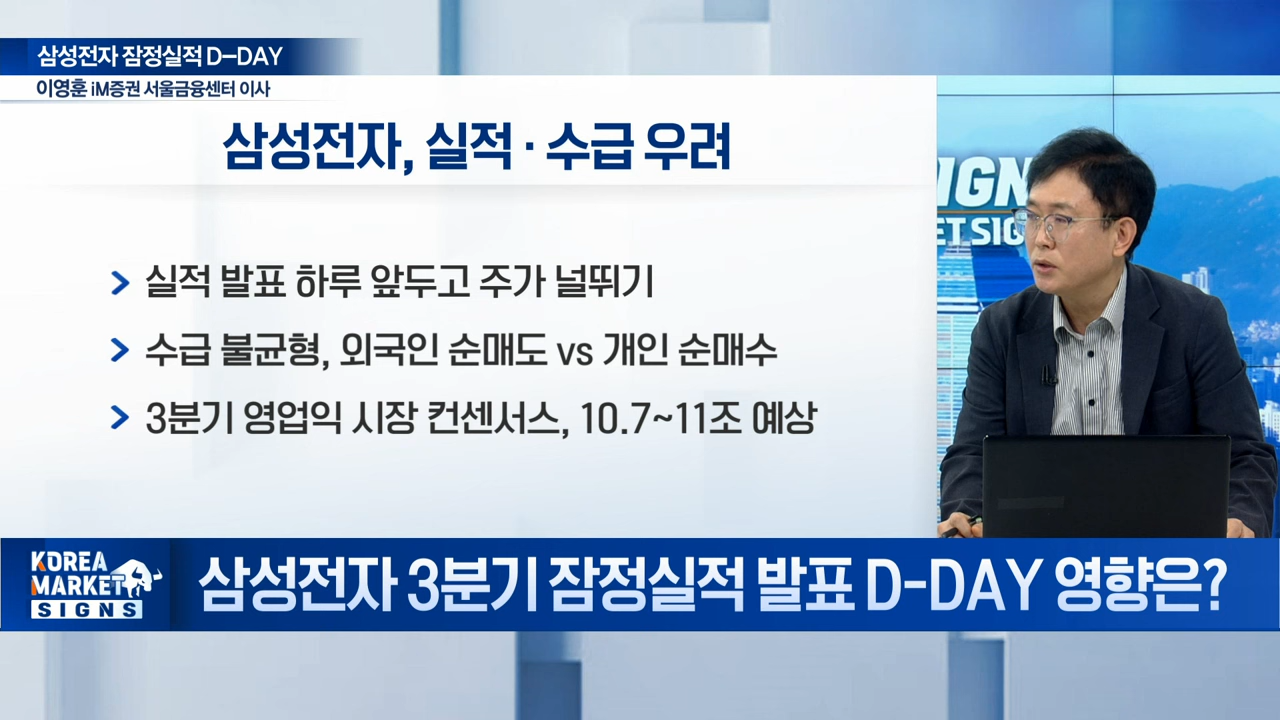 삼성전자 잠정실적 D-DAY
이영훈 iM증권 서울금융센터 이사
삼성전자, 실적·수급 우려
실적 발표 하루 앞두고 주가 널뛰기
수급 불균형, 외국인 순매도 vs 개인 순매수
3분기 영업익 시장 컨센서스, 10.7~11조 예상
IGN
ET SIG
KOREA
MARKET
SIGNS
삼성전자 3분기 잠정실적 발표 D-DAY 영향은?